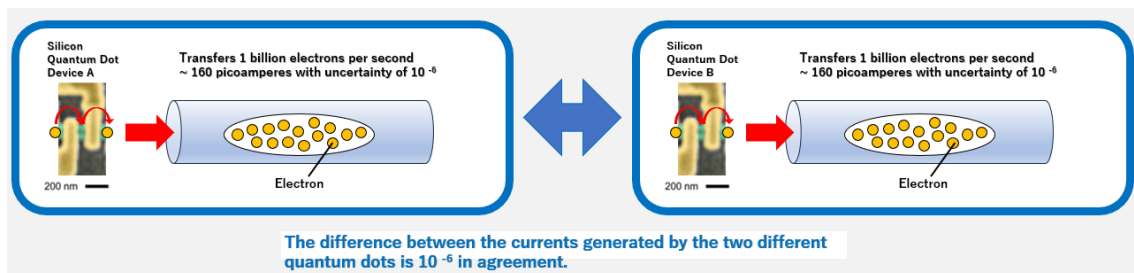 Silicon
Quantum Dot
Device A
Transfers 1 billion electrons per second
~ 160 picoamperes with uncertainty of 10 -6
Electron
200 nm
Silicon
Quantum Dot
Device B
Transfers 1 billion electrons per second
~ 160 picoamperes with uncertainty of 10 -6
Electron
200 nm
The difference between the currents generated by the two different
quantum dots is 10 -6 in agreement.